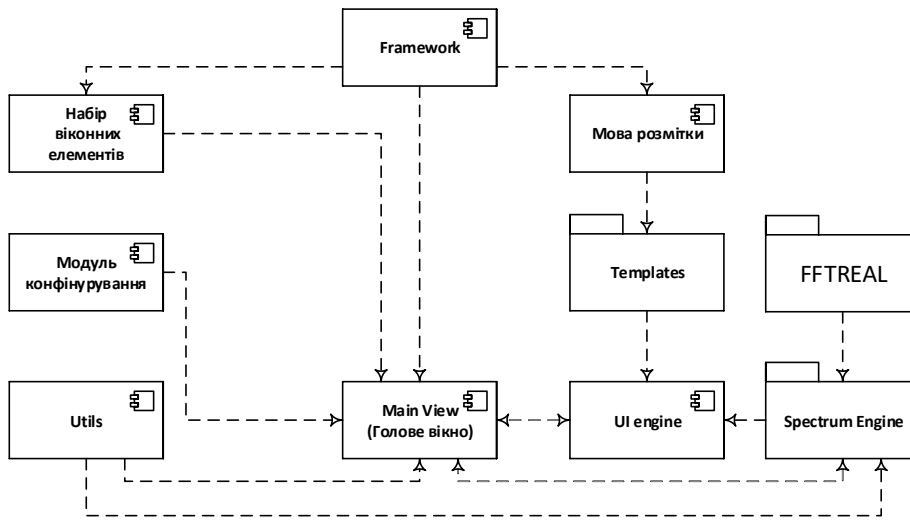 Framework
Набір
віконних
елементів
Мова розмітки
Модуль
конфінурування
Templates
FFTREAL
Utils
Main View
(Голове вікно)
UI engine
Spectrum Engine